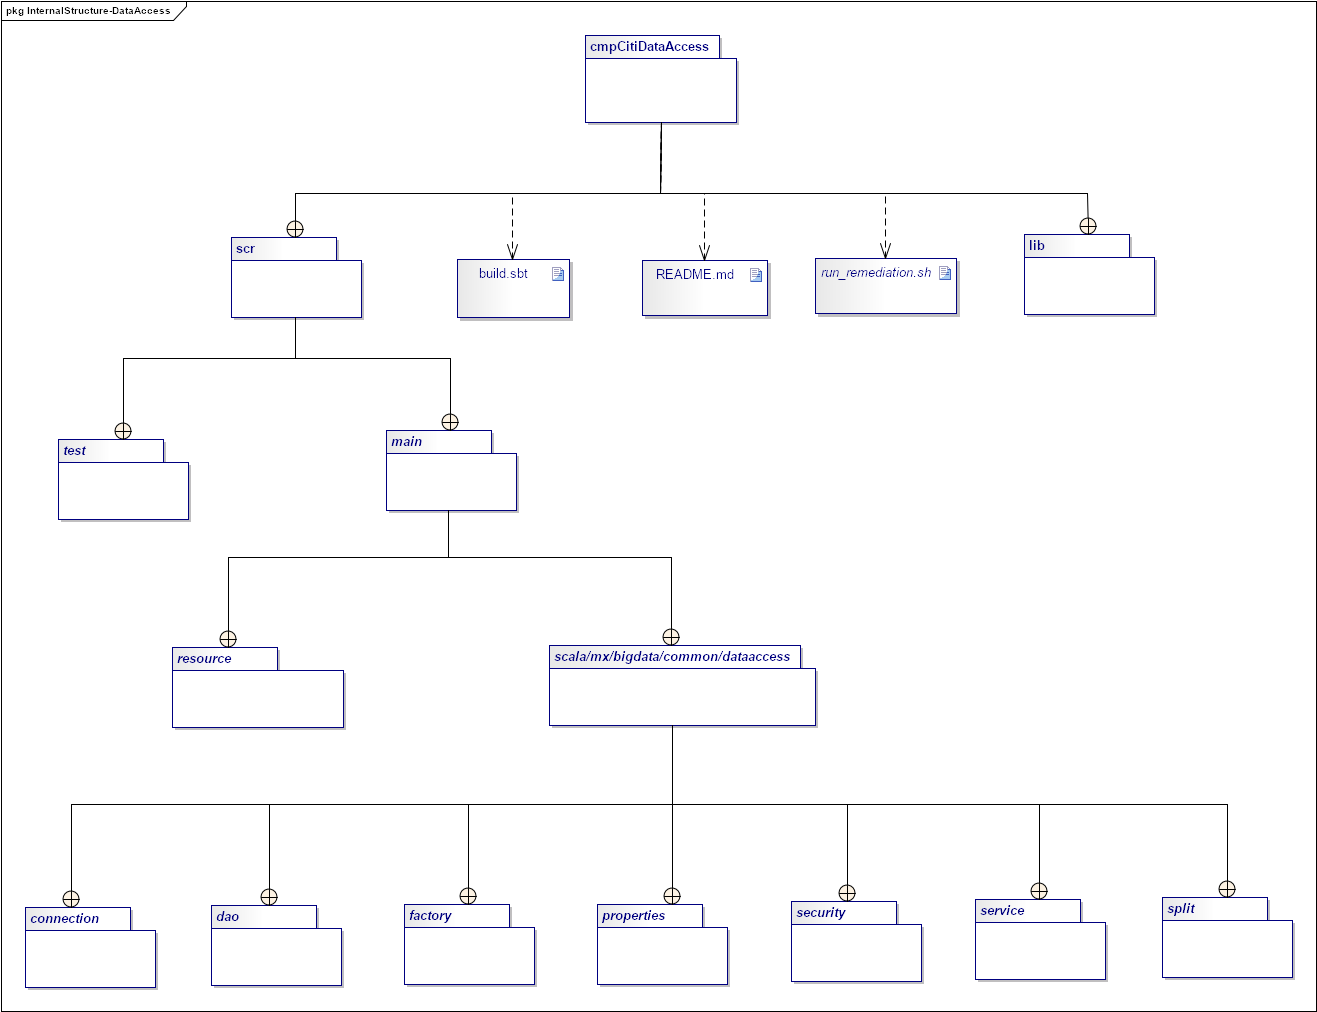 pkg InternalStructure-DataAccess
cmpCitiDataAccess
scr
build.sbt
README.md
run_remediation.sh
lib
test
main
resource
scala/mx/bigdata/common/dataaccess
connection
dao
factory
properties
security
service
split